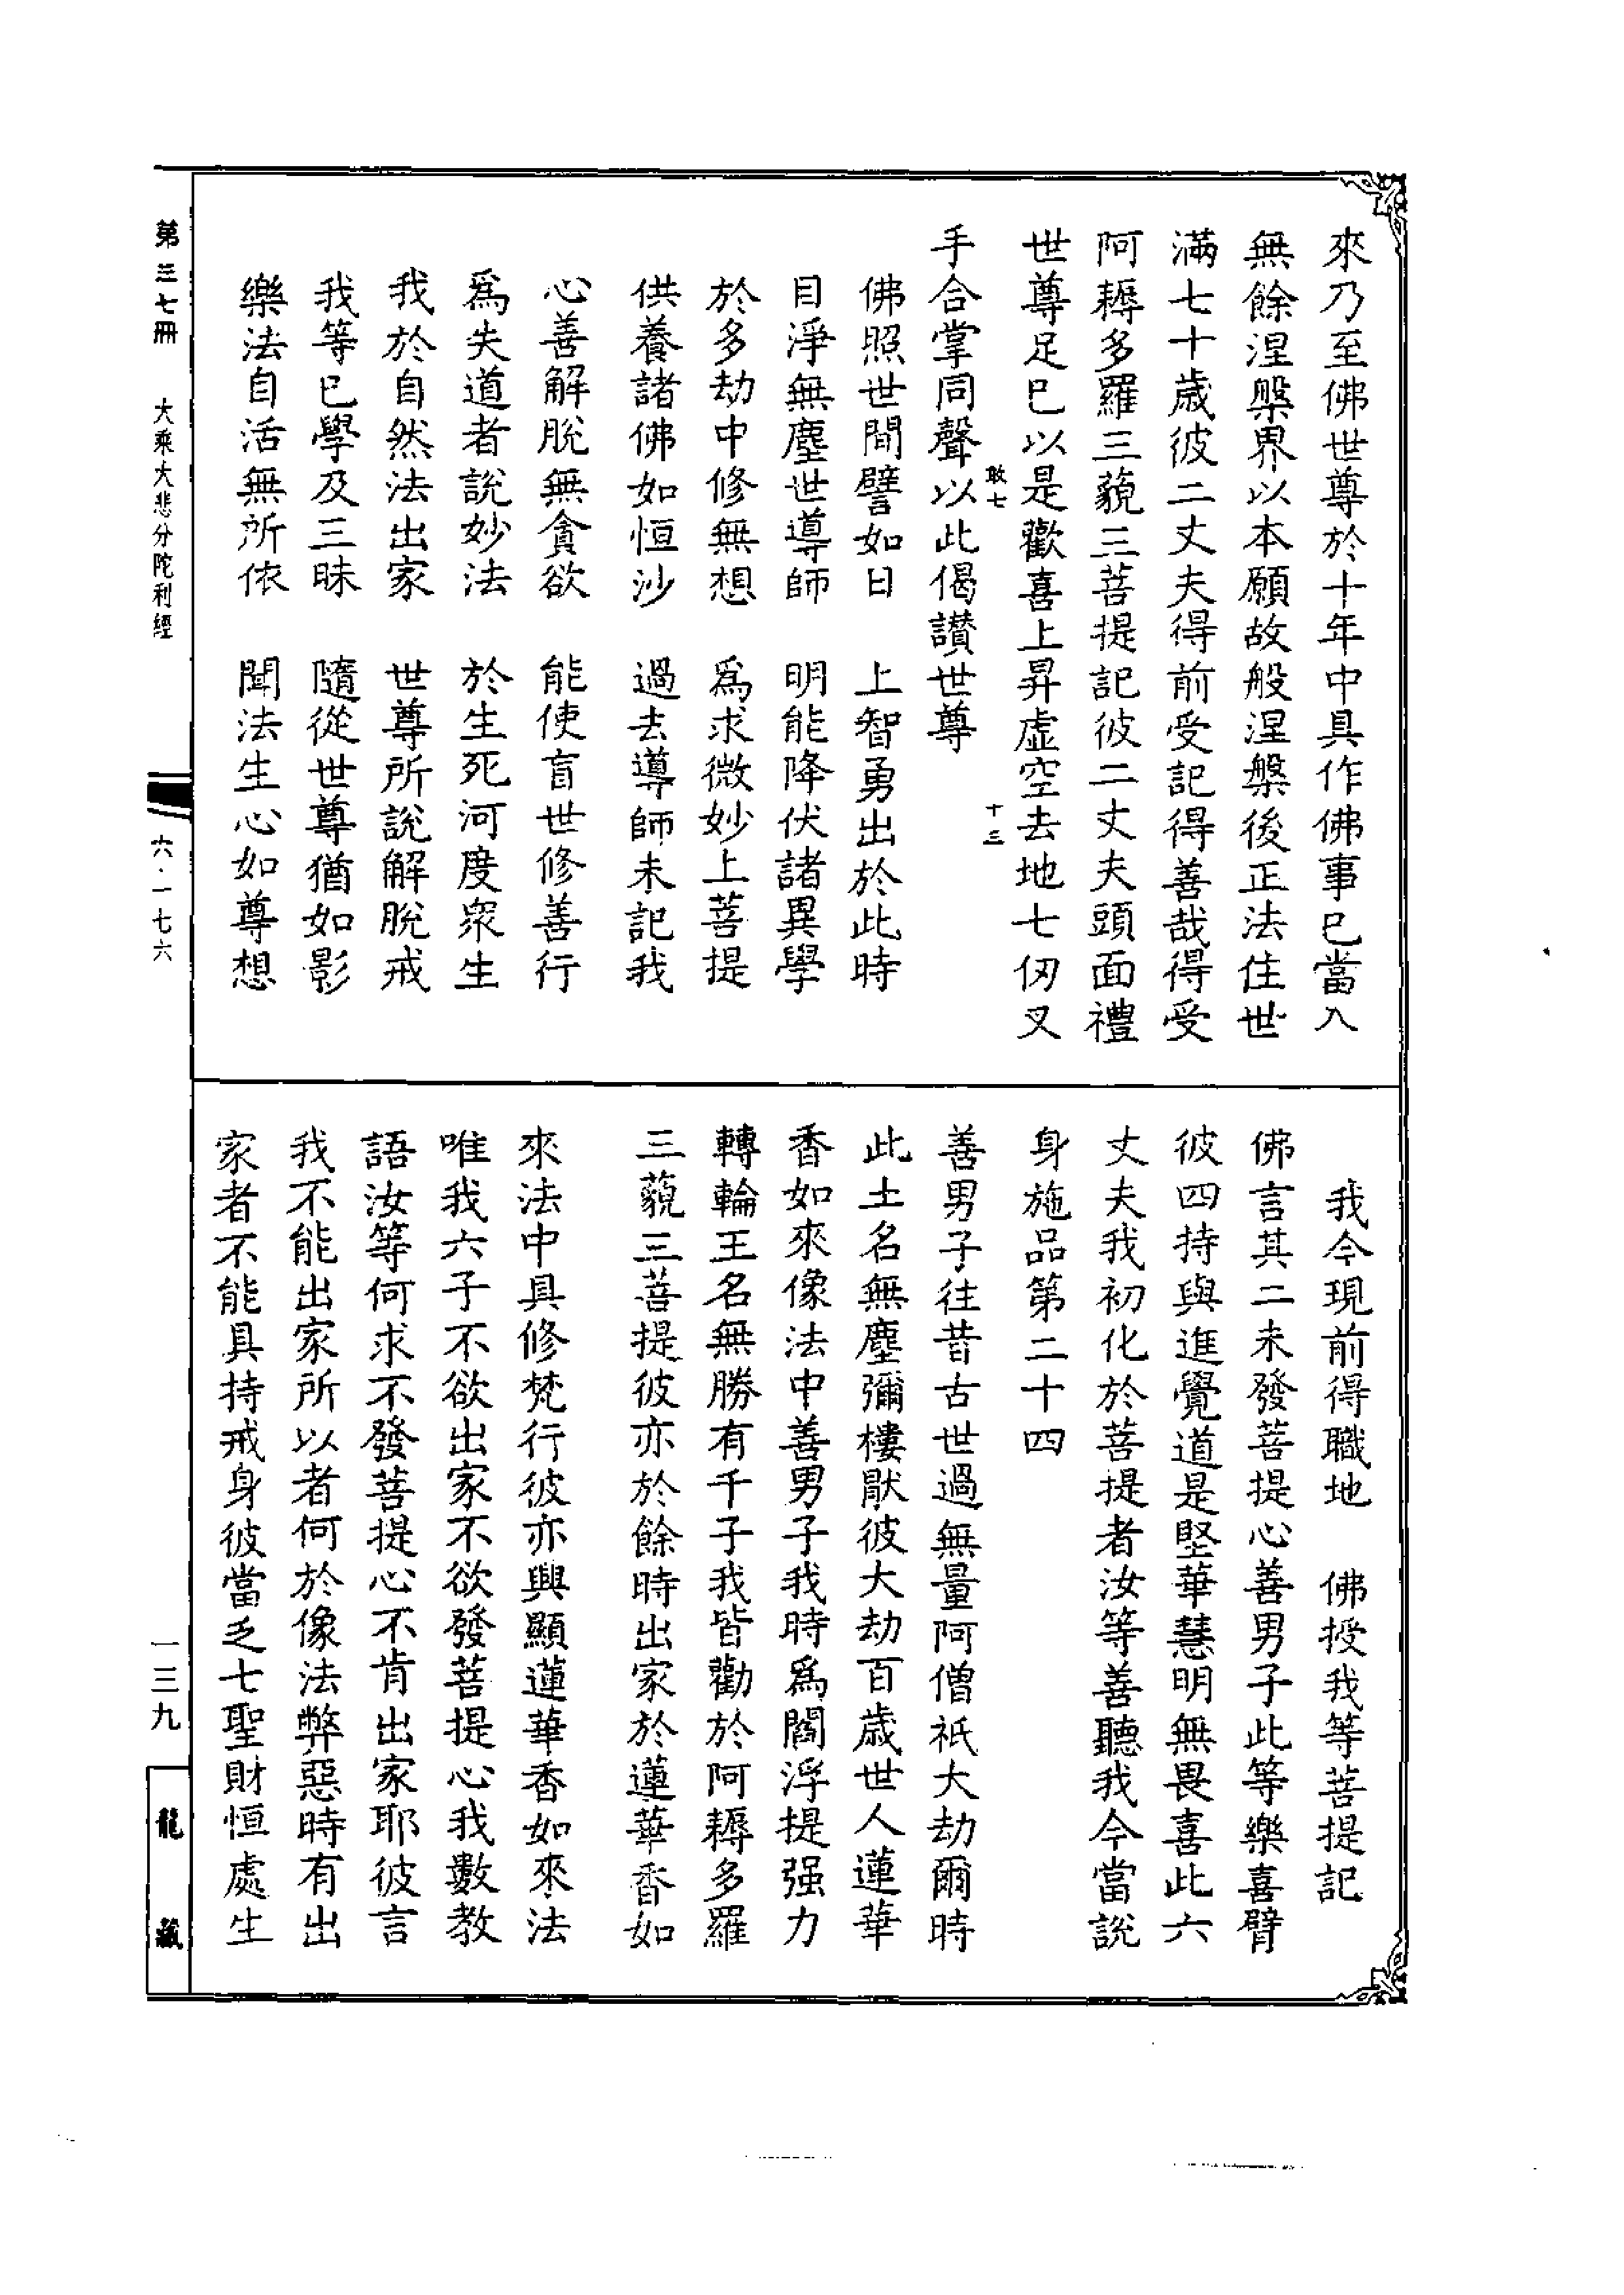 來乃至佛世尊於十年中具作佛事已當入
無餘涅槃界以本願故般涅槃後正法住世
滿七十歲彼二丈夫得前受記得善哉得受
阿耨多羅三藐三菩提記彼二丈夫頭面禮
世尊足已以是歡喜上昇虛空去地七仞叉
敢七 十三
手合掌同聲以此偈讚世尊
佛照世間譬如日 上智勇出於此時
目淨無塵世導師 明能降伏諸異學
於多劫中修無想 為求微妙上菩提
供養諸佛如恒沙 過去導師未記我
心善解脫無貪欲 能使盲世修善行
為失道者說妙法 於生死河度眾生
我於自然法出家 世尊所說解脫戒
我等已學及三昧 隨從世尊猶如影
樂法自活無所依 聞法生心如尊想
我今現前得職地 佛授我等菩提記
佛言其二未發菩提心善男子此等樂喜臂
彼四持與進覺道是堅華慧明無畏喜此六
丈夫我初化於菩提者汝等善聽我今當說
身施品第二十四
善男子往昔古世過無量阿僧祇大劫爾時
此土名無塵彌樓猒彼大劫百歲世人蓮華
香如來像法中善男子我時為閻浮提强力
轉輪王名無勝有千子我皆勸於阿耨多羅
三藐三菩提彼亦於餘時出家於蓮華香如
來法中具修梵行彼亦興顯蓮華香如來法
唯我六子不欲出家不欲發菩提心我數教
語汝等何求不發菩提心不肯出家耶彼言
我不能出家所以者何於像法弊惡時有出
家者不能具持戒身彼當乏七聖財恒處生
第三七冊 大乘大悲分陀利經 六·一七六 一三九 龍藏